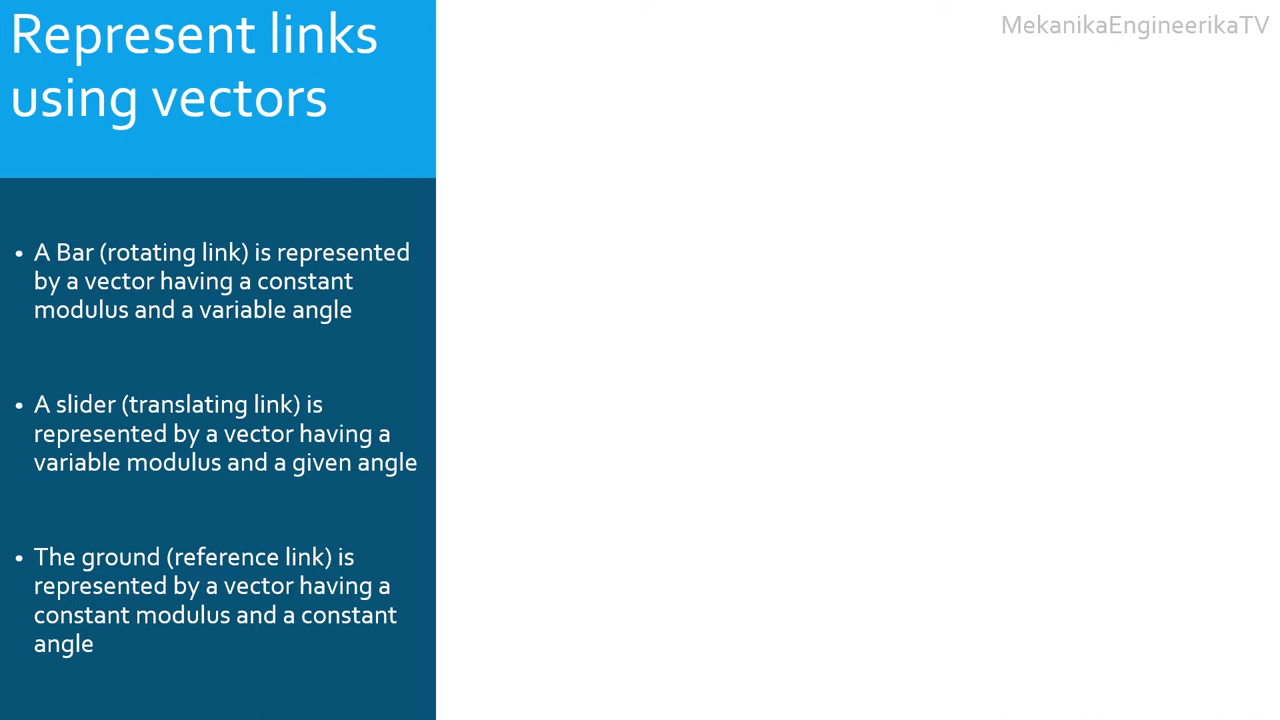 Represent links
using vectors
MekanikaEngineerikaTV
• A Bar (rotating link) is represented
by a vector having a constant
modulus and a variable angle
• A slider (translating link) is
represented by a vector having a
variable modulus and a given angle
• The ground (reference link) is
represented by a vector having a
constant modulus and a constant
angle